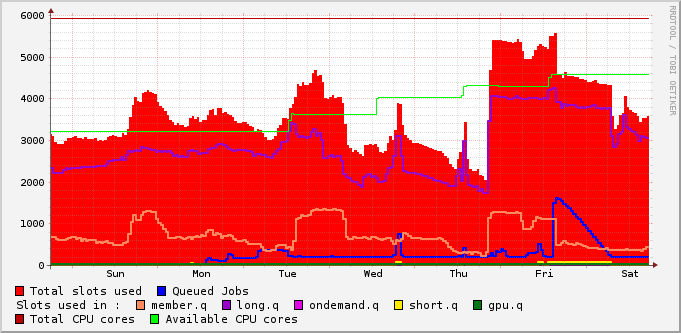 RRDTOOL / TOBI OETIKER
6000
5000
4000
3000
2000
1000
0
Sun Mon Tue Wed Thu Fri Sat
Total slots used Queued Jobs
Slots used in : member.q long.q ondemand.q short.q gpu.q
Total CPU cores Available CPU cores